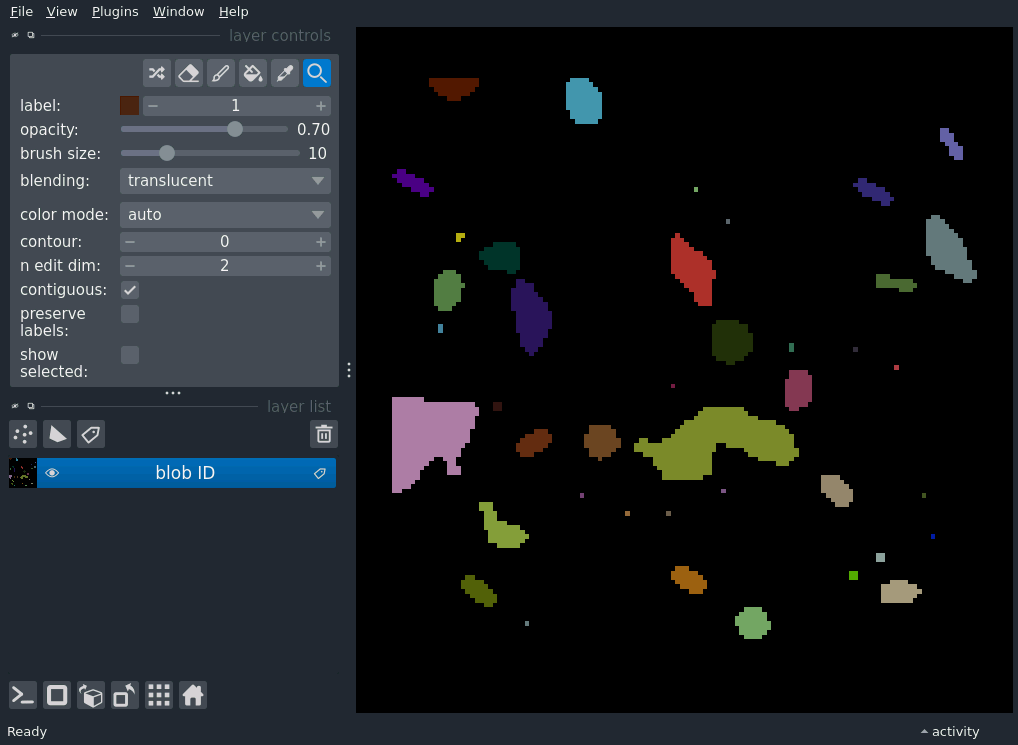 File View Plugins Window Help
layer controls
label: 1
opacity: 0.70
brush size: 10
blending: translucent
color mode: auto
contour: 0
n edit dim: 2
contiguous:
preserve
labels:
show
selected:
layer list
blob ID
Ready
activity